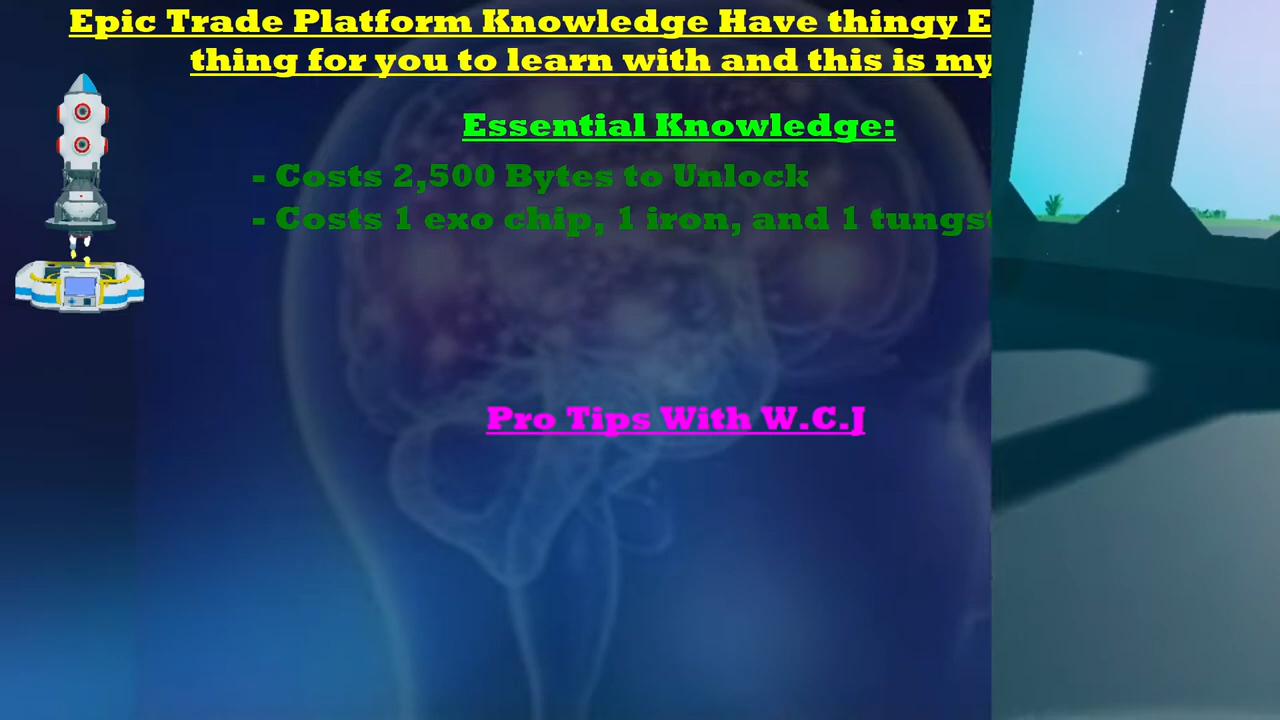 Epic Trade Platform Knowledge Have thingy E
thing for you to learn with and this is my
Essential Knowledge:
- Costs 2,500 Bytes to Unlock
- Costs 1 exo chip, 1 iron, and 1 tungst
Pro Tips With W.C.J